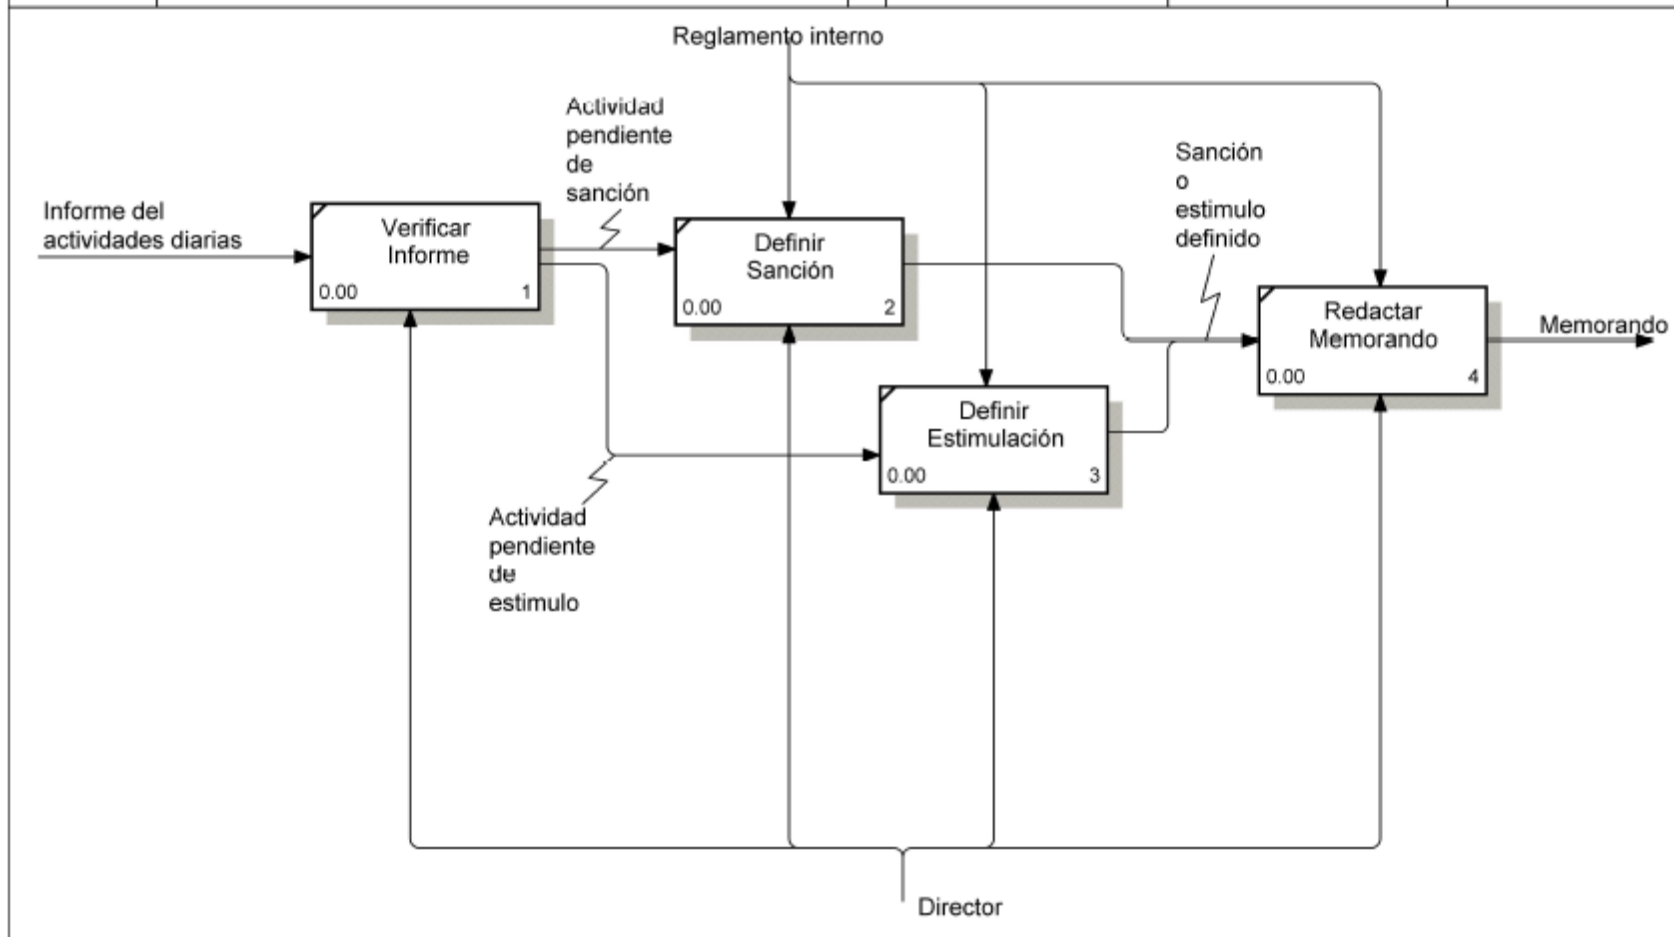 Reglamento interno
Actividad
pendiente
de
sanción
Sanción
o
estimulo
definido
Informe del
actividades diarias
Verificar
Informe
0.00 1
Definir
Sanción
0.00 2
Redactar
Memorando
0.00 4
Memorando
Definir
Estimulación
0.00 3
Actividad
pendiente
de
estimulo
Director